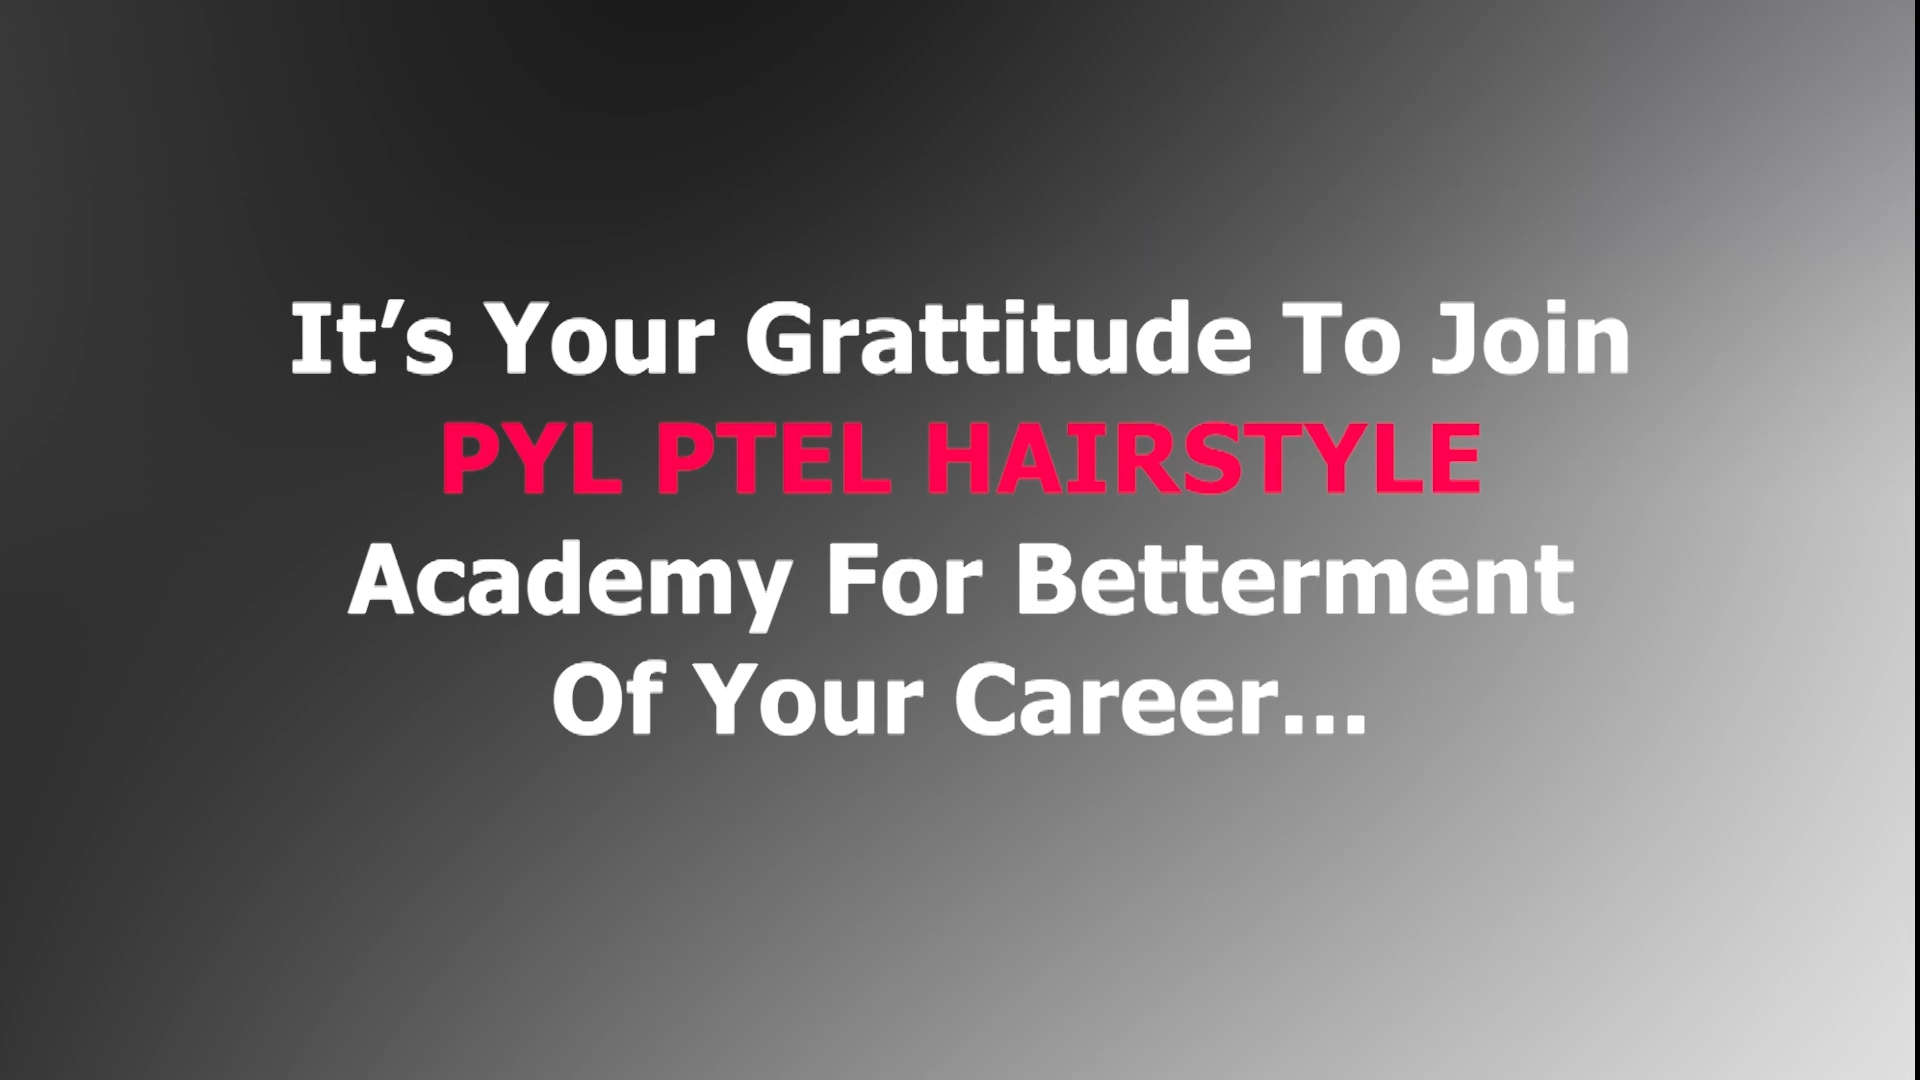 It’s Your Grattitude To Join
PYL PTEL HAIRSTYLE
Academy For Betterment
Of Your Career...